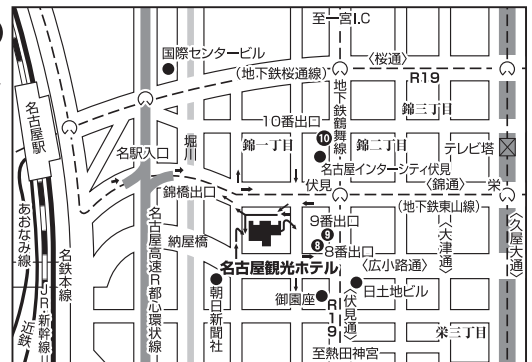 至一宮I.C
国際センタービル
〈桜通〉
(地下鉄桜通線)
R19
地下鉄鶴舞線
錦三丁目
10番出口
10
名古屋駅
堀川
錦一丁目
錦二丁目
テレビ塔
名駅入口
名古屋インターシティ伏見
伏見
〈錦通〉
栄
錦橋出口
(地下鉄東山線)
9番出口
9
納屋橋
8
8番出口
〈大津通〉
〈久屋大通〉
あおなみ線
名鉄本線
名古屋高速R都心環状線
名古屋観光ホテル
〈広小路通〉
朝日新聞社
御園座
日土地ビル
JR・新幹線
近鉄
R19
〈伏見通〉
栄三丁目
至熱田神宮